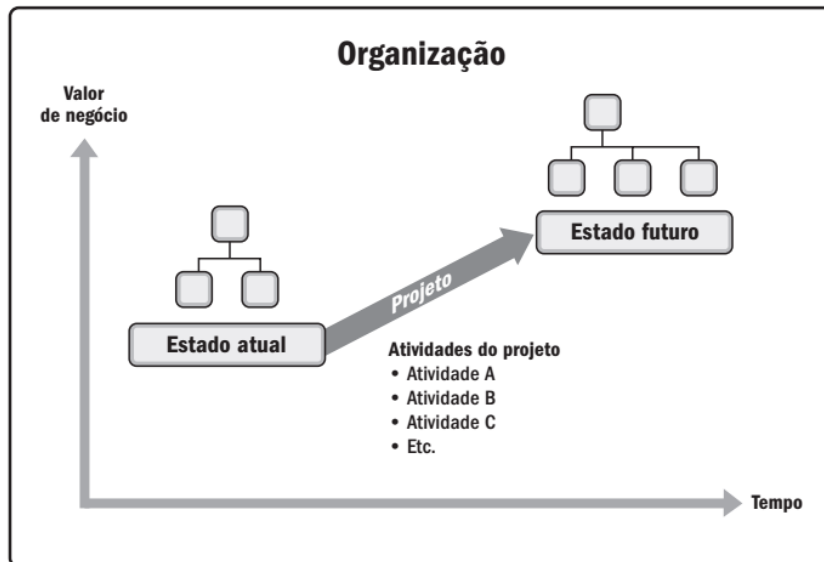 Organização
Valor
de negócio
Estado futuro
Projeto
Estado atual
Atividades do projeto
• Atividade A
• Atividade B
• Atividade C
• Etc.
Tempo